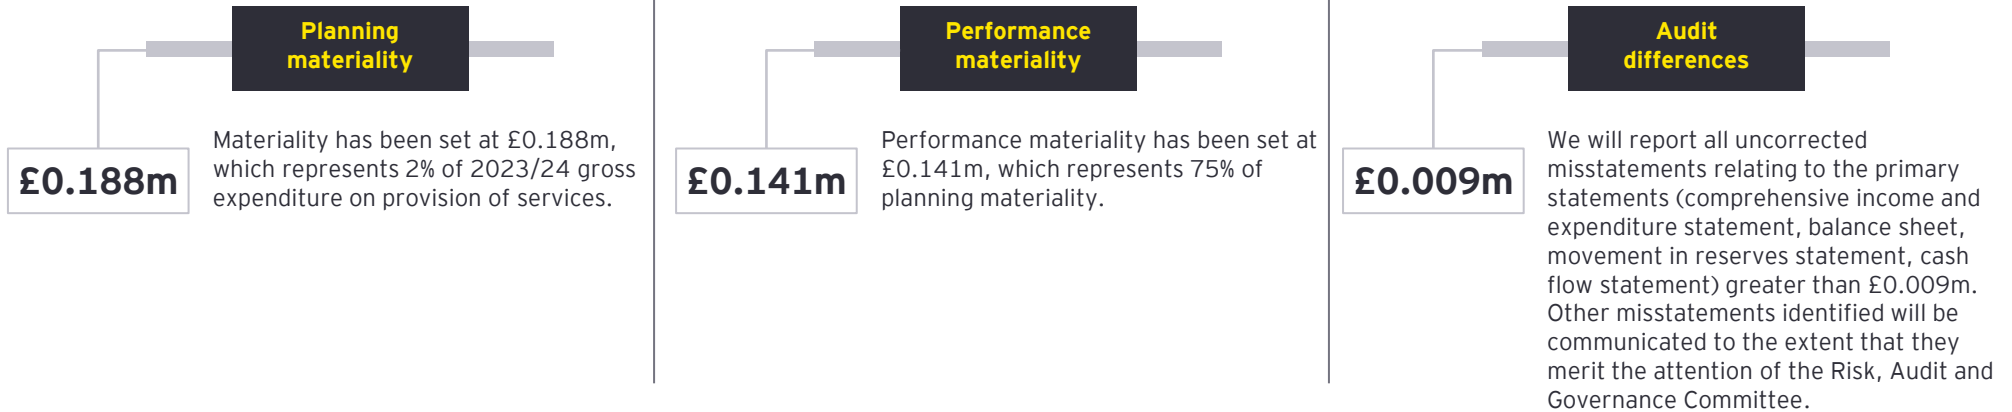 Planning
materiality
£0.188m
Materiality has been set at £0.188m,
which represents 2% of 2023/24 gross
expenditure on provision of services.
Performance
materiality
£0.141m
Performance materiality has been set at
£0.141m, which represents 75% of
planning materiality.
Audit
differences
£0.009m
We will report all uncorrected
misstatements relating to the primary
statements (comprehensive income and
expenditure statement, balance sheet,
movement in reserves statement, cash
flow statement) greater than £0.009m.
Other misstatements identified will be
communicated to the extent that they
merit the attention of the Risk, Audit and
Governance Committee.